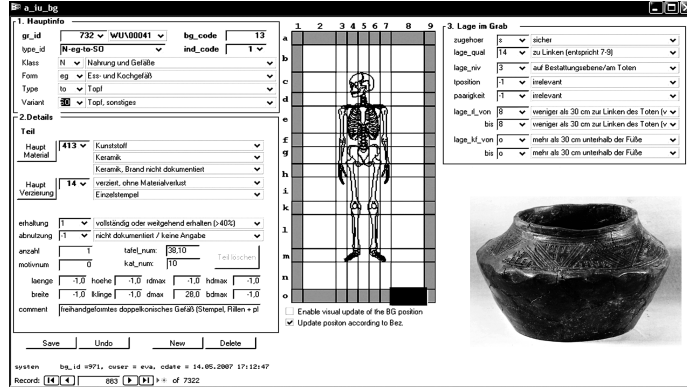 a_iu_bg
1. Hauptinfo
gr_id 732 WU\00041 bg_code 13
type_id N-eg-to-SO ind_code 1
Klass N Nahrung und Gefäße
Form eg Ess- und Kochgefäß
Type to Topf
Variant SO Topf, sonstiges
2.Details
Teil
Haupt Material 413 Kunststoff
Keramik
Keramik, Brand nicht dokumentiert
Haupt Verzierung 14 verziert, ohne Materialverlust
Einzelstempel
erhaltung 1 vollständig oder weitgehend erhalten (>40%)
abnutzung -1 nicht dokumentiert / keine Angabe
anzahl 1 tafel_num: 38,10
Teil löschen
motivnum 0 kat_num: 10
laenge -1,0 hoehe -1,0 rdmax -1,0 hdmax -1,0
breite -1,0 lklinge -1,0 dmax 28,0 bdmax -1,0
comment freihandgeformtes doppelkonisches Gefäß (Stempel, Rillen + pl
Save Undo New Delete
system bg_id =971, cuser = eva, cdate = 14.05.2007 17:12:47
Record: 883 of 7322
1 2 3 4 5 6 7 8 9
a
b
c
d
e
f
g
h
i
k
l
m
n
o
Enable visual update of the BG position
Update positon according to Bez.
3. Lage im Grab
zugehoer s sicher
lage_qual 14 zu Linken (entspricht 7-9)
lage_niv 3 auf Bestattungsebene/am Toten
tposition -1 irrelevant
paarigkeit -1 irrelevant
lage_rl_von 8 weniger als 30 cm zur Linken des Toten (v
bis 8 weniger als 30 cm zur Linken des Toten (v
lage_kf_von o mehr als 30 cm unterhalb der Füße
bis o mehr als 30 cm unterhalb der Füße